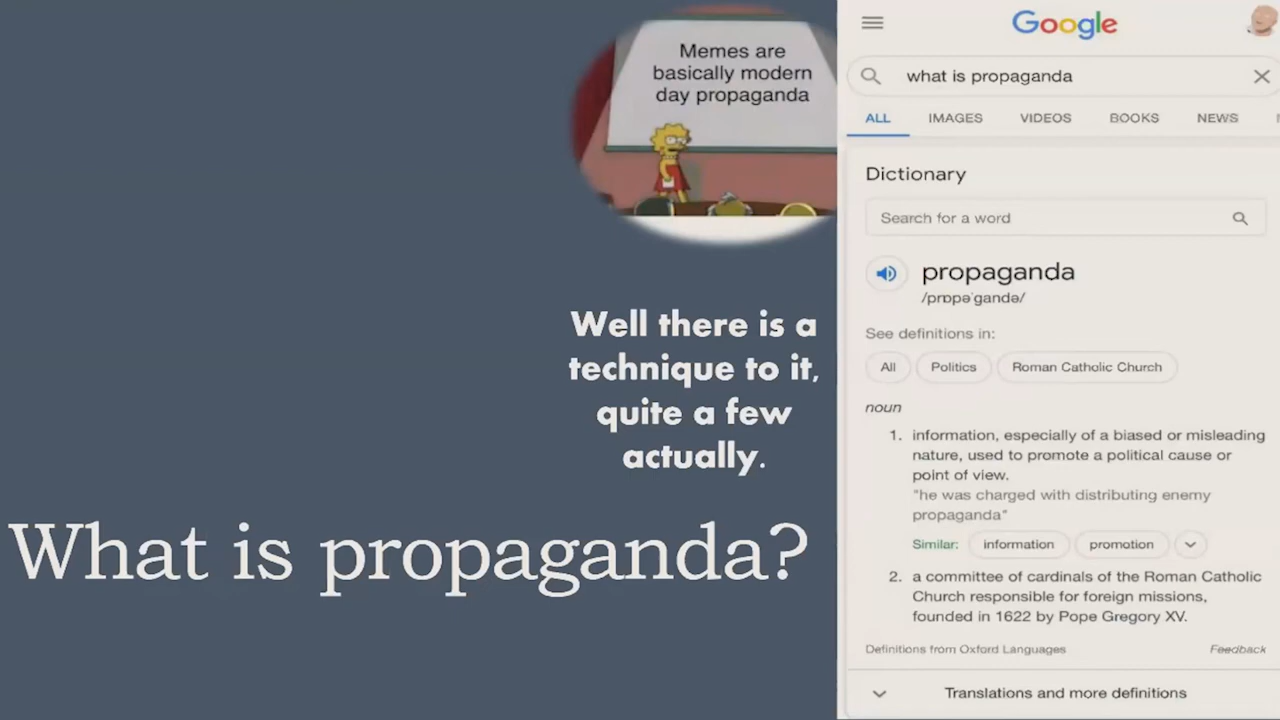 Memes are
basically modern
day propaganda
Well there is a
technique to it,
quite a few
actually.
What is propaganda?
Google
what is propaganda
ALL IMAGES VIDEOS BOOKS NEWS
Dictionary
Search for a word
propaganda
/prɒpəˈɡandə/
See definitions in:
All Politics Roman Catholic Church
noun
1. information, especially of a biased or misleading
nature, used to promote a political cause or
point of view.
"he was charged with distributing enemy
propaganda"
Similar: information promotion
2. a committee of cardinals of the Roman Catholic
Church responsible for foreign missions,
founded in 1622 by Pope Gregory XV.
Definitions from Oxford Languages Feedback
Translations and more definitions